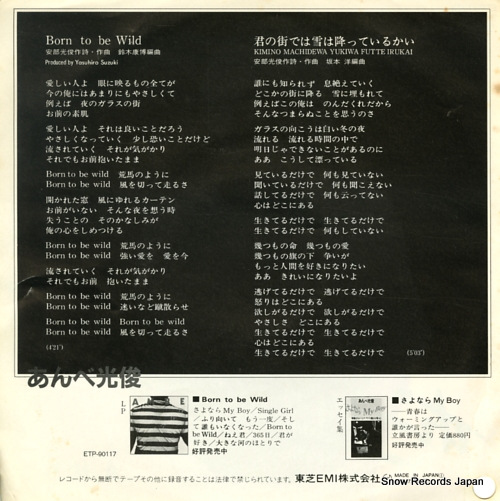 Born to be Wild
安部光俊作詩・作曲 鈴木康博編曲
Produced by Yasuhiro Suzuki
愛しい人よ 眼に映るもの全てが
今の俺にはあまりにもやさしくて
例えば 夜のガラスの街
お前の素肌
愛しい人よ それは良いことだろう
やさしくなっていく 少し恐いことだけど
流されていく それが気がかり
それでもお前抱いたまま
Born to be wild 荒馬のように
Born to be wild 風を切って走るさ
開かれた窓 風にゆれるカーテン
お前がいない そんな夜を想う時
失うことの そのかなしみが
俺の心をしめつける
Born to be wild 荒馬のように
Born to be wild 強い愛を 愛を今
流されていく それが気がかり
それでもお前 抱いたまま
Born to be wild 荒馬のように
Born to be wild 迷いなど蹴散らせ
Born to be wild Born to be wild
Born to be wild 風を切って走るさ
(4'21")
君の街では雪は降っているかい
KIMINO MACHIDEWA YUKIWA FUTTE IRUKAI
安部光俊作詩・作曲 坂本 洋編曲
誰にも知られず 息絶えていく
どこかの街に降る 雪に埋もれて
例えばこの俺は のんだくれだから
そんなつまらぬことを思うのさ
ガラスの向こうは白い冬の夜
流れる 流れる時間の中で
明日じゃできないことがあるのに
ああ こうして漂っている
見ているだけで 何も見ていない
聞いているだけで 何も聞こえない
話してるだけで 何も云ってない
心はどこにある
生きてるだけで 生きてるだけで
生きてるだけで 何もしていない
幾つもの命 幾つもの愛
幾つもの旗の下 争いが
もっと人間を好きになりたい
ああ きれいになりたいよ
逃げてるだけで 逃げてるだけで
怒りはどこにある
欲しがるだけで 欲しがるだけで
やさしさ どこにある
生きてるだけで 生きてるだけで
心はどこにある
生きてるだけで 生きてるだけで
(5'03")
あんべ光俊
LP
■Born to be Wild
さよならMy Boy/Single Girl
/ふり向いて もう一度/そし
て誰もいなくなった/Born to
be Wild/ねえ君/365日/君が
好き/大きな河のほとりで
好評発売中
ETP-90117
エッセイ集
あんべ光俊
■さよならMy Boy
——青春は
ウォーミングアップと
誰かが言った——
立風書房より 定価880円
好評発売中
レコードから無断でテープその他に録音することは法律で禁じられています。
東芝EMI株式会社
MADE IN JAPAN
Snow Records Japan
www.recordsale.com